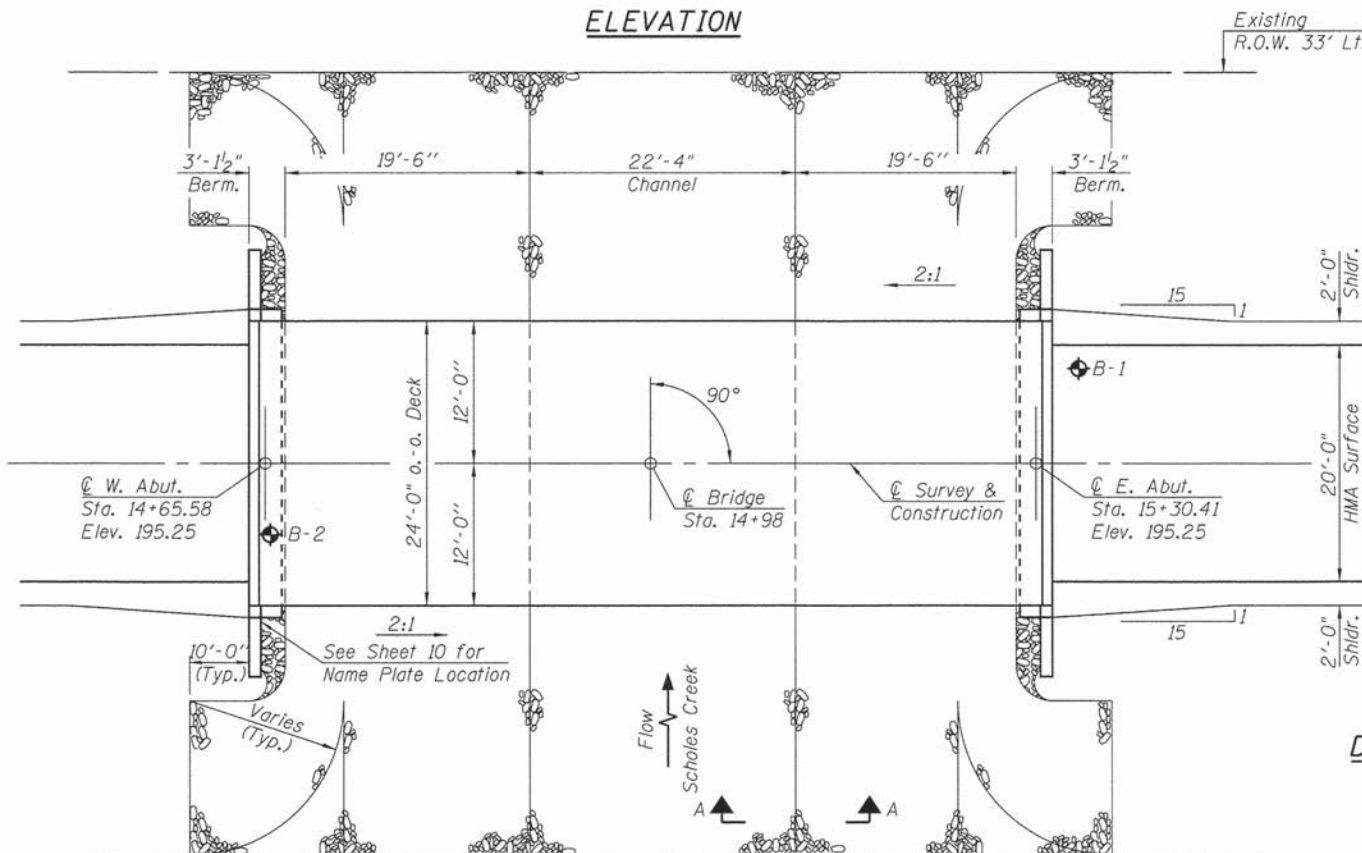 ELEVATION
Existing
R.O.W. 33' Lt.
3'-1½"
Berm.
19'-6"
22'-4"
Channel
19'-6"
3'-1½"
Berm.
2:1
15
1
2'-0"
Shldr.
B-1
90°
12'-0"
24'-0" o.-o. Deck
12'-0"
20'-0"
HMA Surface
℄ W. Abut.
Sta. 14+65.58
Elev. 195.25
B-2
℄ Bridge
Sta. 14+98
℄ Survey &
Construction
℄ E. Abut.
Sta. 15+30.41
Elev. 195.25
2:1
See Sheet 10 for
Name Plate Location
10'-0"
(Typ.)
15
1
2'-0"
Shldr.
Varies
(Typ.)
Flow
Scholes Creek
A
A
D